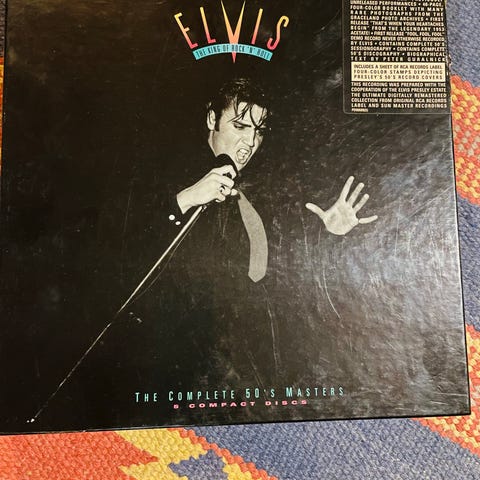 ELVIS
THE KING OF ROCK 'N' ROLL
UNRELEASED PERFORMANCES • 48-PAGE,
FOUR-COLOR BOOKLET WITH MANY
RARE PHOTOGRAPHS FROM THE
GRACELAND PHOTO ARCHIVES • FIRST
RELEASE "THAT'S WHEN YOUR HEARTACHES
BEGIN" FROM THE LEGENDARY 1953
ACETATE • FIRST RELEASE "FOOL, FOOL, FOOL"
DEMO RECORD NEVER OTHERWISE RECORDED
BY ELVIS • CONTAINS COMPLETE 50'S
SESSIONOGRAPHY • CONTAINS COMPLETE
50'S DISCOGRAPHY • BIOGRAPHICAL
TEXT BY PETER GURALNICK
INCLUDES A SHEET OF RCA RECORDS LABEL
FOUR-COLOR STAMPS DEPICTING
PRESLEY'S 50'S RECORD COVERS
THIS RECORDING WAS PREPARED WITH THE
COOPERATION OF THE ELVIS PRESLEY ESTATE
THE ULTIMATE DIGITALLY REMASTERED
COLLECTION FROM ORIGINAL RCA RECORDS
LABEL AND SUN MASTER RECORDINGS
THE COMPLETE 50'S MASTERS
5 COMPACT DISCS